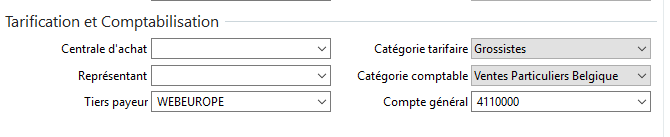 Tarification et Comptabilisation
Centrale d'achat Catégorie tarifaire Grossistes
Représentant Catégorie comptable Ventes Particuliers Belgique
Tiers payeur WEBEUROPE Compte général 4110000